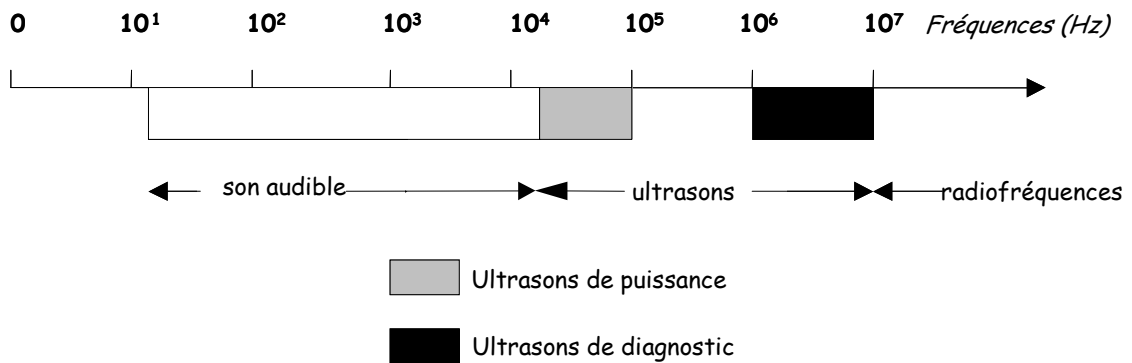 0 10¹ 10² 10³ 10⁴ 10⁵ 10⁶ 10⁷ Fréquences (Hz)
son audible ultrasons radiofréquences
Ultrasons de puissance
Ultrasons de diagnostic